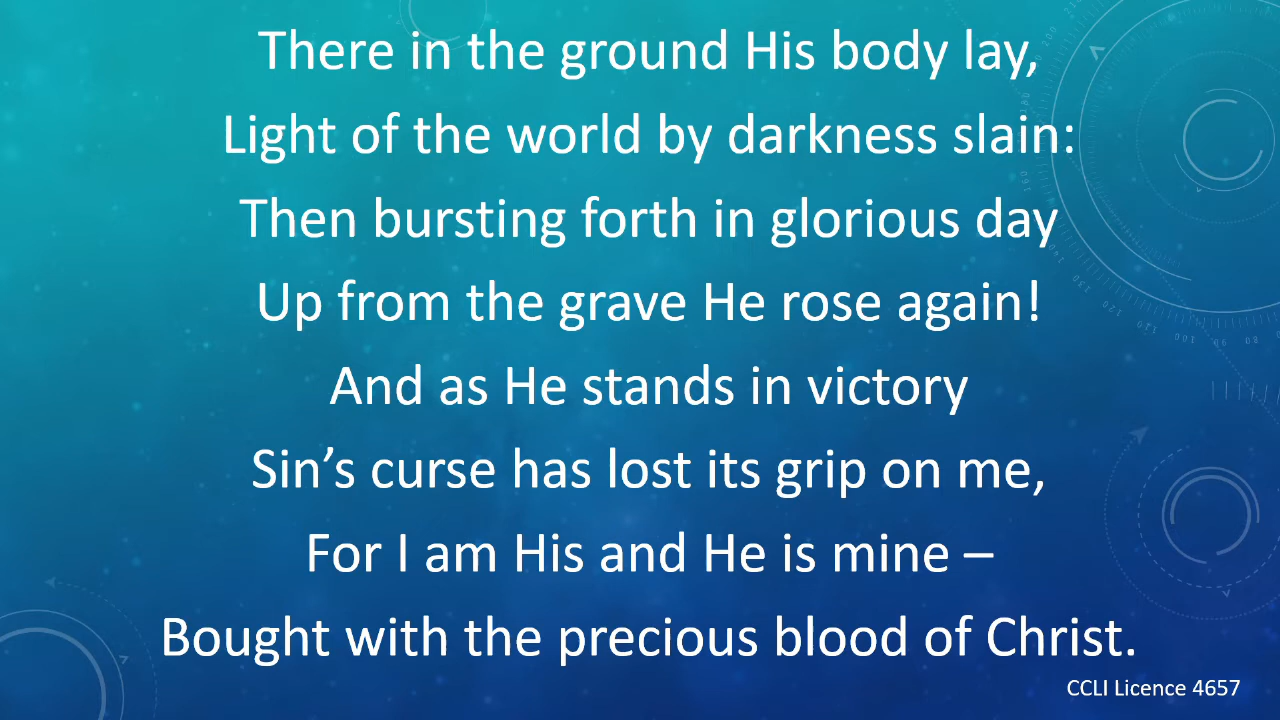 There in the ground His body lay,
Light of the world by darkness slain:
Then bursting forth in glorious day
Up from the grave He rose again!
And as He stands in victory
Sin’s curse has lost its grip on me,
For I am His and He is mine –
Bought with the precious blood of Christ.
CCLI Licence 4657